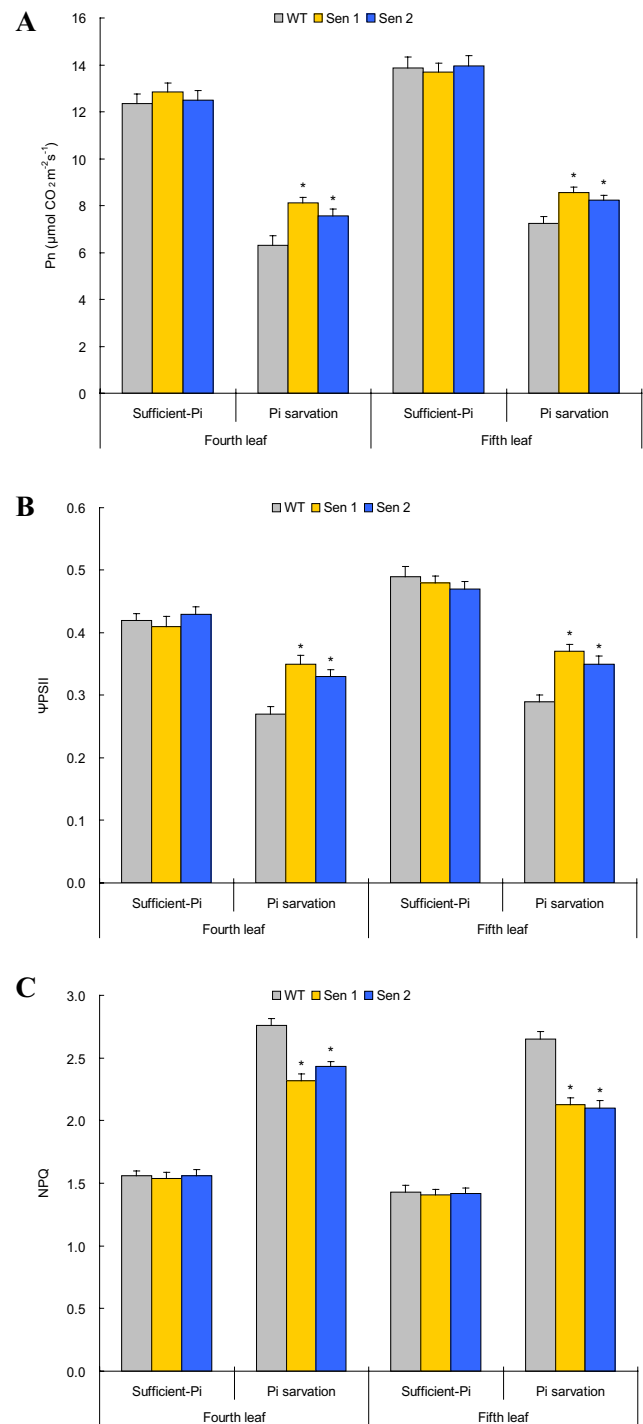 A
WT Sen 1 Sen 2
16
14
12
10
8
6
4
2
0
Pn (μmol CO2 m-2s-1)
* * * *
Sufficient-Pi Pi sarvation Sufficient-Pi Pi sarvation
Fourth leaf Fifth leaf
B
WT Sen 1 Sen 2
0.6
0.5
0.4
0.3
0.2
0.1
0.0
ΨPSII
* * * *
Sufficient-Pi Pi sarvation Sufficient-Pi Pi sarvation
Fourth leaf Fifth leaf
C
WT Sen 1 Sen 2
3.0
2.5
2.0
1.5
1.0
0.5
0.0
NPQ
* * * *
Sufficient-Pi Pi sarvation Sufficient-Pi Pi sarvation
Fourth leaf Fifth leaf